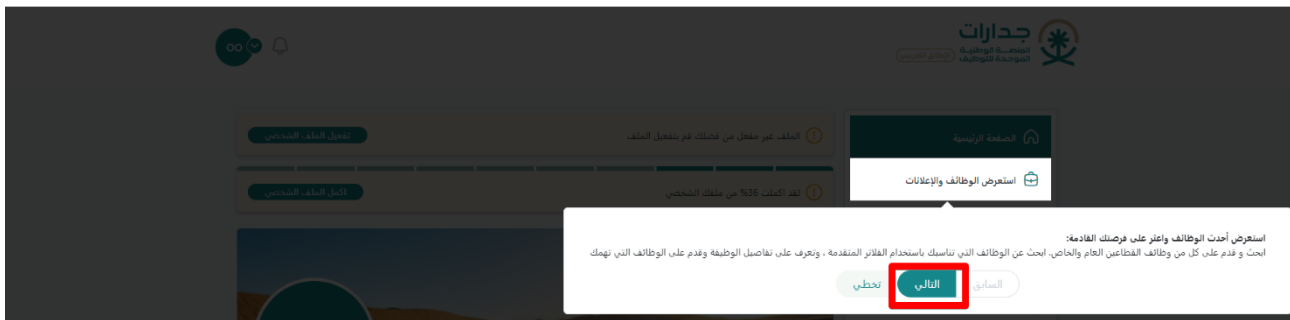 جدارات
المنصة الوطنية
الموحدة للتوظيف
oo
الصفحة الرئيسية
الملف غير مفعل من فضلك قم بتفعيل الملف
تفعيل الملف الشخصي
استعرض الوظائف والإعلانات
لقد اكملت 36% من ملفك الشخصي
اكمل الملف الشخصي
استعرض أحدث الوظائف واعثر على فرصتك القادمة:
ابحث و قدم على كل من وظائف القطاعين العام والخاص. ابحث عن الوظائف التي تناسبك باستخدام الفلاتر المتقدمة ، وتعرف على تفاصيل الوظيفة وقدم على الوظائف التي تهمك
السابق
التالي
تخطي